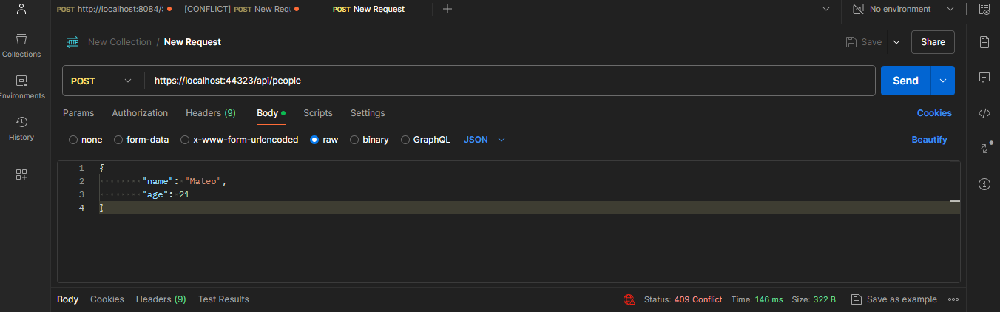 POST http://localhost:8084/:
[CONFLICT] POST New Req
POST New Request
No environment
Collections
Environments
History
HTTP New Collection / New Request
Save
Share
POST
https://localhost:44323/api/people
Send
Params Authorization Headers (9) Body Scripts Settings
Cookies
none form-data x-www-form-urlencoded raw binary GraphQL JSON
Beautify
1 {
2 "name": "Mateo",
3 "age": 21
4 }
Body Cookies Headers (9) Test Results
Status: 409 Conflict Time: 146 ms Size: 322 B
Save as example